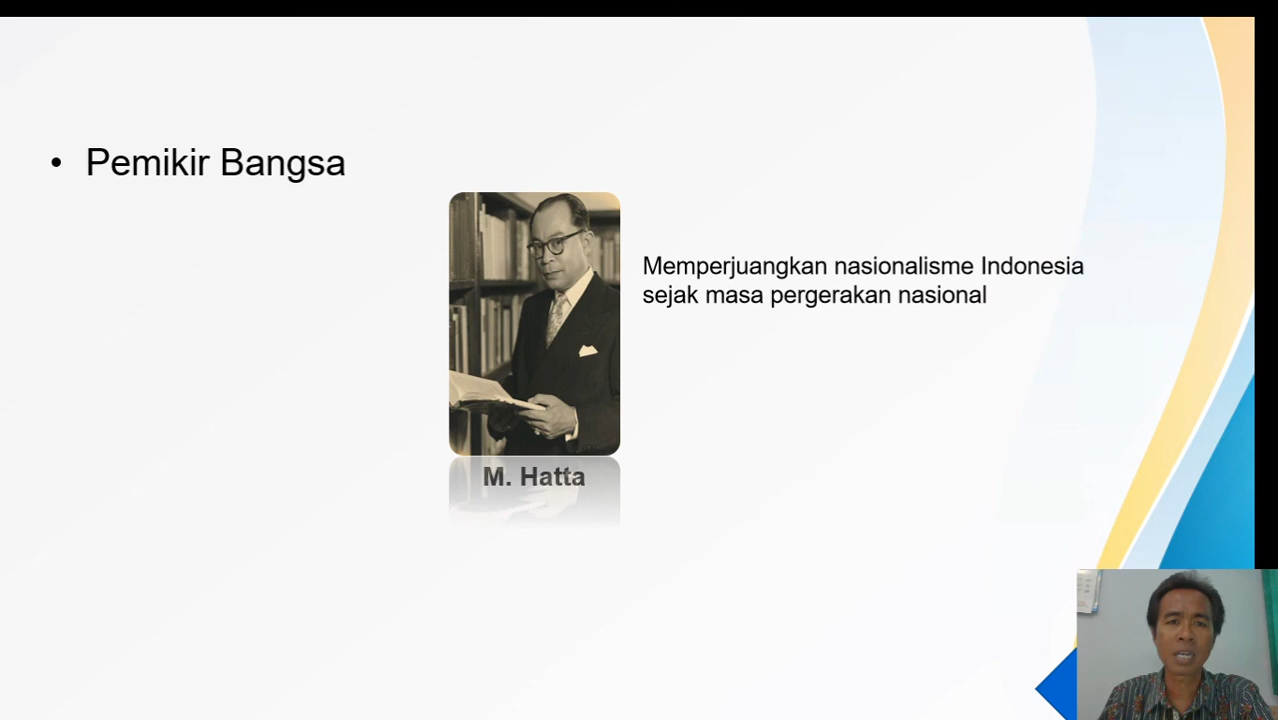 • Pemikir Bangsa
Memperjuangkan nasionalisme Indonesia
sejak masa pergerakan nasional
M. Hatta